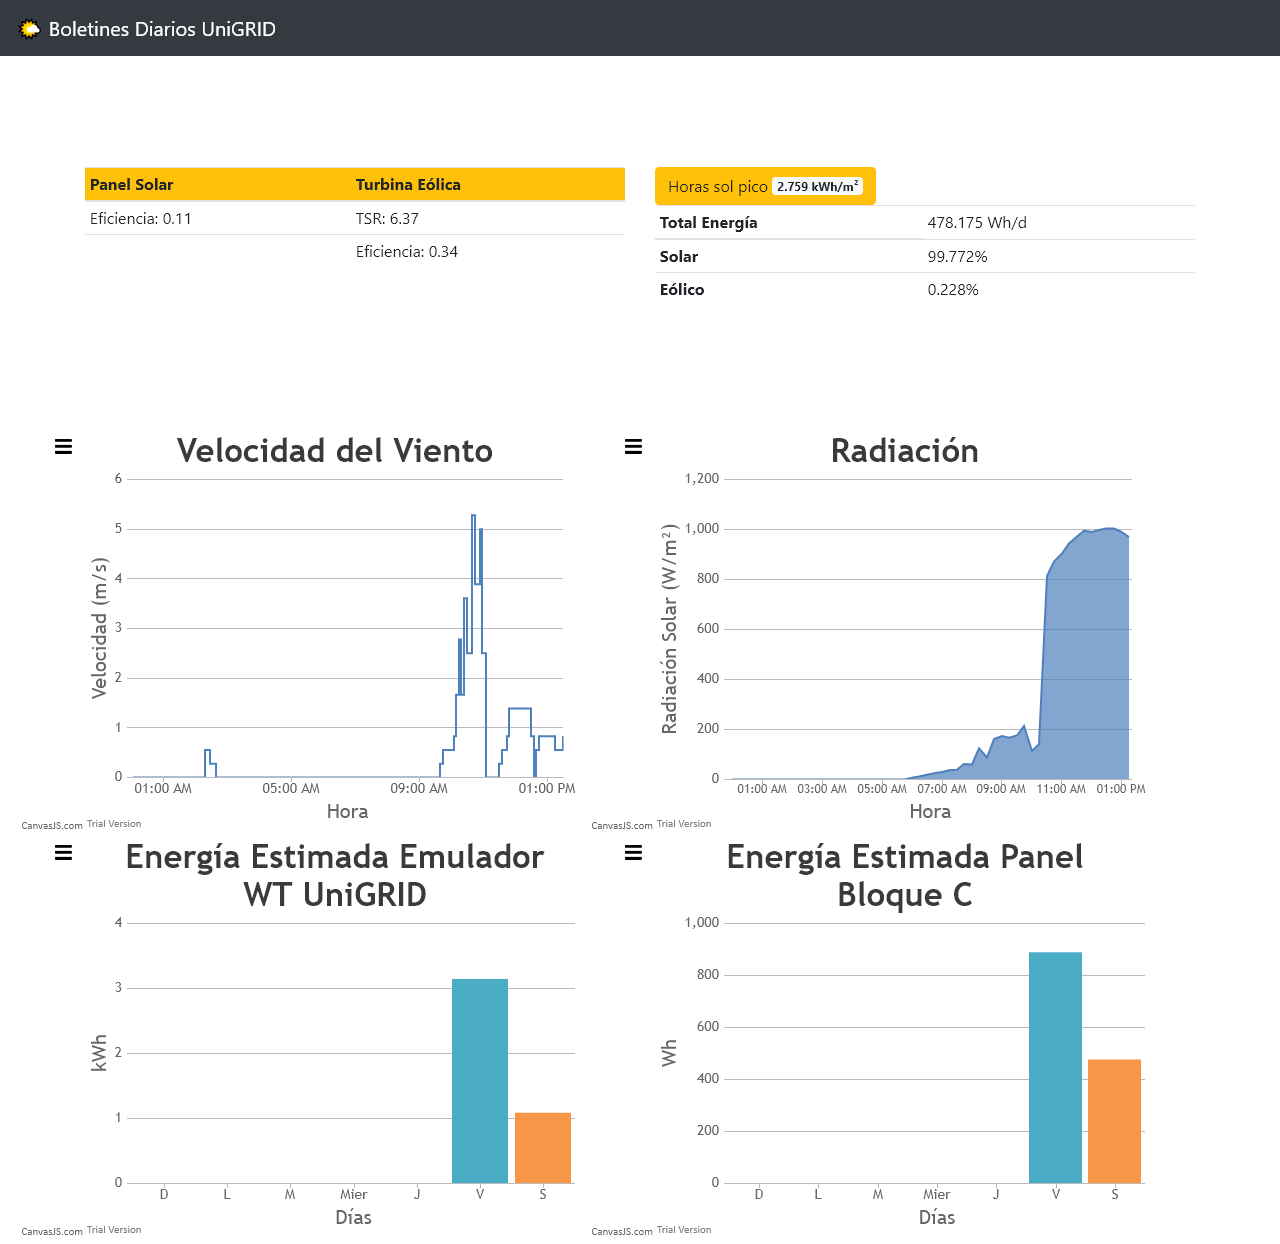 Boletines Diarios UniGRID
Panel Solar Turbina Eólica
Eficiencia: 0.11 TSR: 6.37
Eficiencia: 0.34
Horas sol pico 2.759 kWh/m²
Total Energía 478.175 Wh/d
Solar 99.772%
Eólico 0.228%
Velocidad del Viento
6
5
4
3
2
1
0
Velocidad (m/s)
01:00 AM 05:00 AM 09:00 AM 01:00 PM
Hora
CanvasJS.com Trial Version
Radiación
1,200
1,000
800
600
400
200
0
Radiación Solar (W/m²)
01:00 AM 03:00 AM 05:00 AM 07:00 AM 09:00 AM 11:00 AM 01:00 PM
Hora
CanvasJS.com Trial Version
Energía Estimada Emulador
WT UniGRID
4
3
2
1
0
kWh
D L M Mier J V S
Días
CanvasJS.com Trial Version
Energía Estimada Panel
Bloque C
1,000
800
600
400
200
0
Wh
D L M Mier J V S
Días
CanvasJS.com Trial Version